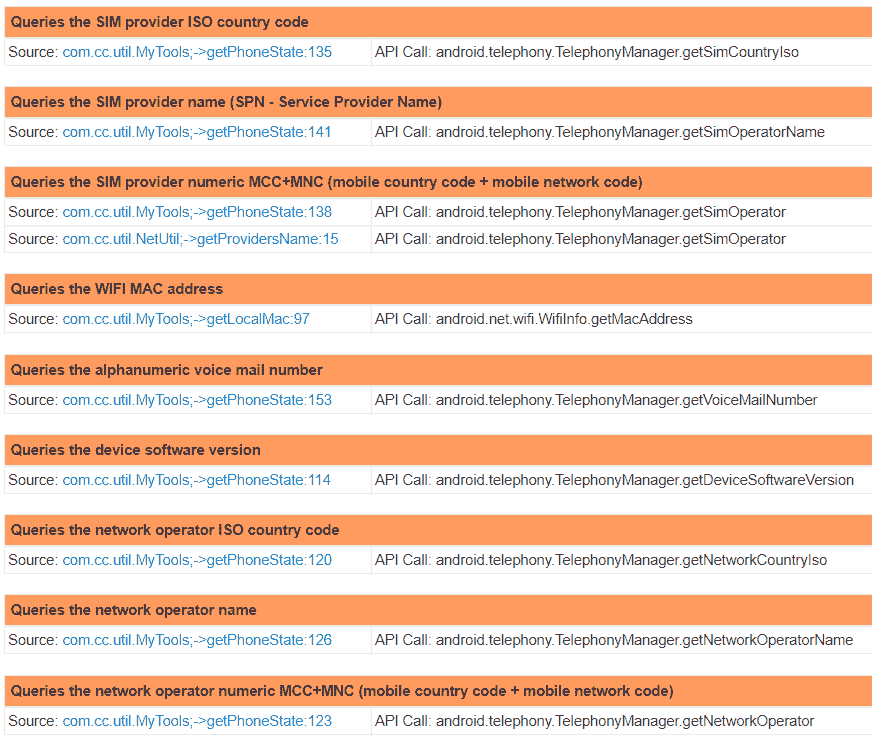 Queries the SIM provider ISO country code
Source: com.cc.util.MyTools;->getPhoneState:135 API Call: android.telephony.TelephonyManager.getSimCountryIso
Queries the SIM provider name (SPN - Service Provider Name)
Source: com.cc.util.MyTools;->getPhoneState:141 API Call: android.telephony.TelephonyManager.getSimOperatorName
Queries the SIM provider numeric MCC+MNC (mobile country code + mobile network code)
Source: com.cc.util.MyTools;->getPhoneState:138 API Call: android.telephony.TelephonyManager.getSimOperator
Source: com.cc.util.NetUtil;->getProvidersName:15 API Call: android.telephony.TelephonyManager.getSimOperator
Queries the WIFI MAC address
Source: com.cc.util.MyTools;->getLocalMac:97 API Call: android.net.wifi.WifiInfo.getMacAddress
Queries the alphanumeric voice mail number
Source: com.cc.util.MyTools;->getPhoneState:153 API Call: android.telephony.TelephonyManager.getVoiceMailNumber
Queries the device software version
Source: com.cc.util.MyTools;->getPhoneState:114 API Call: android.telephony.TelephonyManager.getDeviceSoftwareVersion
Queries the network operator ISO country code
Source: com.cc.util.MyTools;->getPhoneState:120 API Call: android.telephony.TelephonyManager.getNetworkCountryIso
Queries the network operator name
Source: com.cc.util.MyTools;->getPhoneState:126 API Call: android.telephony.TelephonyManager.getNetworkOperatorName
Queries the network operator numeric MCC+MNC (mobile country code + mobile network code)
Source: com.cc.util.MyTools;->getPhoneState:123 API Call: android.telephony.TelephonyManager.getNetworkOperator